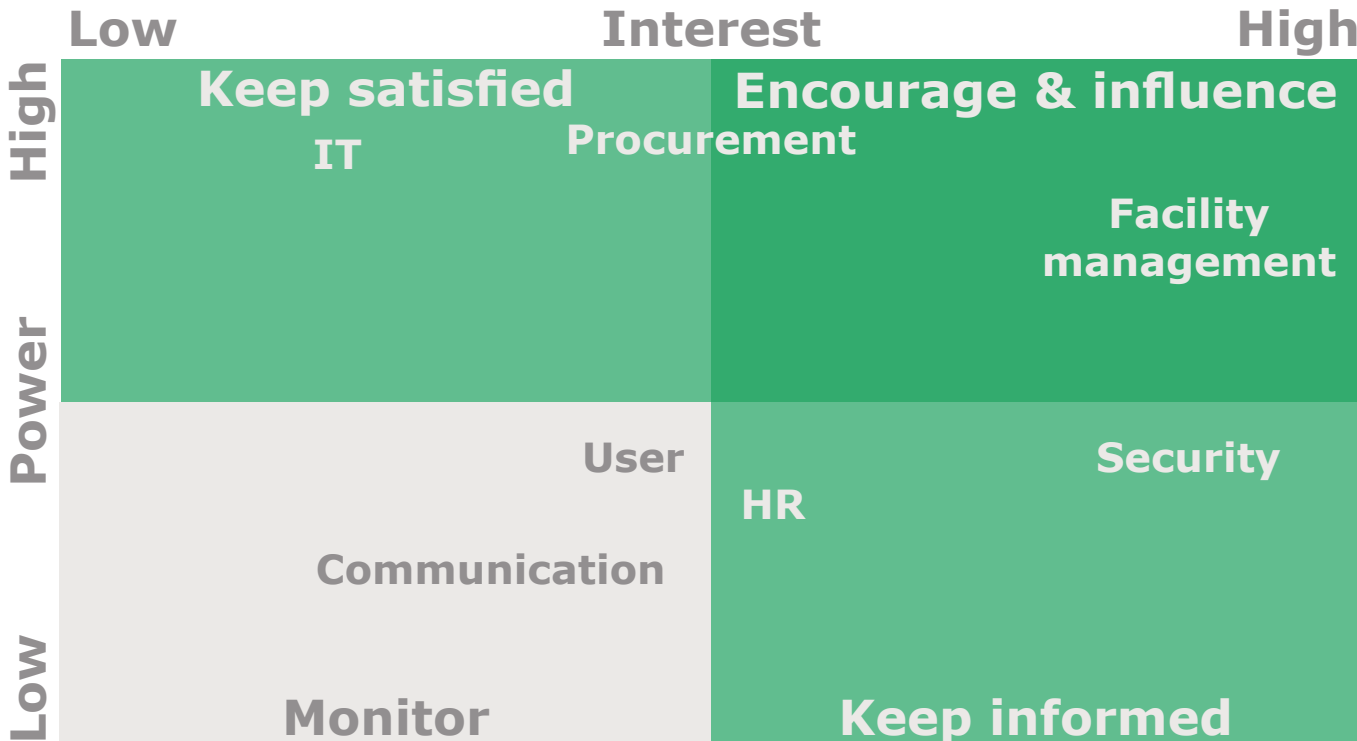 Low Interest High
High
Keep satisfied
Encourage & influence
IT
Procurement
Facility
management
Power
User
Security
HR
Communication
Low
Monitor
Keep informed